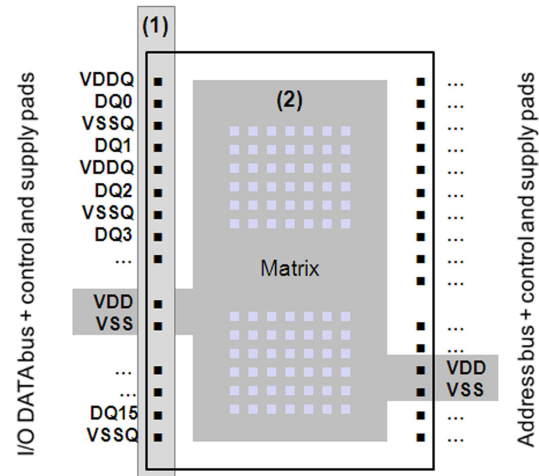 (1)
I/O DATA bus + control and supply pads
VDDQ
DQ0
VSSQ
DQ1
VDDQ
DQ2
VSSQ
DQ3
...
VDD
VSS
...
...
DQ15
VSSQ
(2)
Matrix
...
...
...
...
...
...
...
...
...
...
...
...
VDD
VSS
...
...
Address bus + control and supply pads